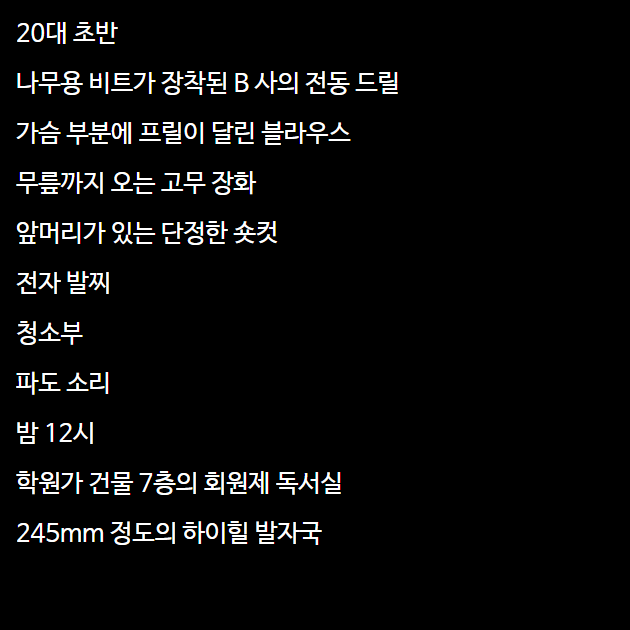 20대 초반
나무용 비트가 장착된 B 사의 전동 드릴
가슴 부분에 프릴이 달린 블라우스
무릎까지 오는 고무 장화
앞머리가 있는 단정한 숏컷
전자 발찌
청소부
파도 소리
밤 12시
학원가 건물 7층의 회원제 독서실
245mm 정도의 하이힐 발자국